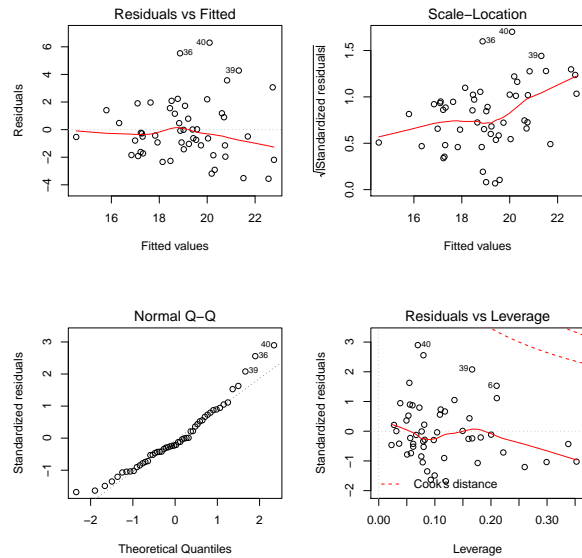 Residuals vs Fitted
Residuals
6
4
2
0
−2
−4
40
36
39
16 18 20 22
Fitted values
Scale−Location
√|Standardized residuals|
1.5
1.0
0.5
0.0
40
36
39
16 18 20 22
Fitted values
Normal Q−Q
Standardized residuals
3
2
1
0
−1
40
36
39
−2 −1 0 1 2
Theoretical Quantiles
Residuals vs Leverage
Standardized residuals
3
2
1
0
−1
−2
40
39
6
Cook's distance
0.00 0.10 0.20 0.30
Leverage